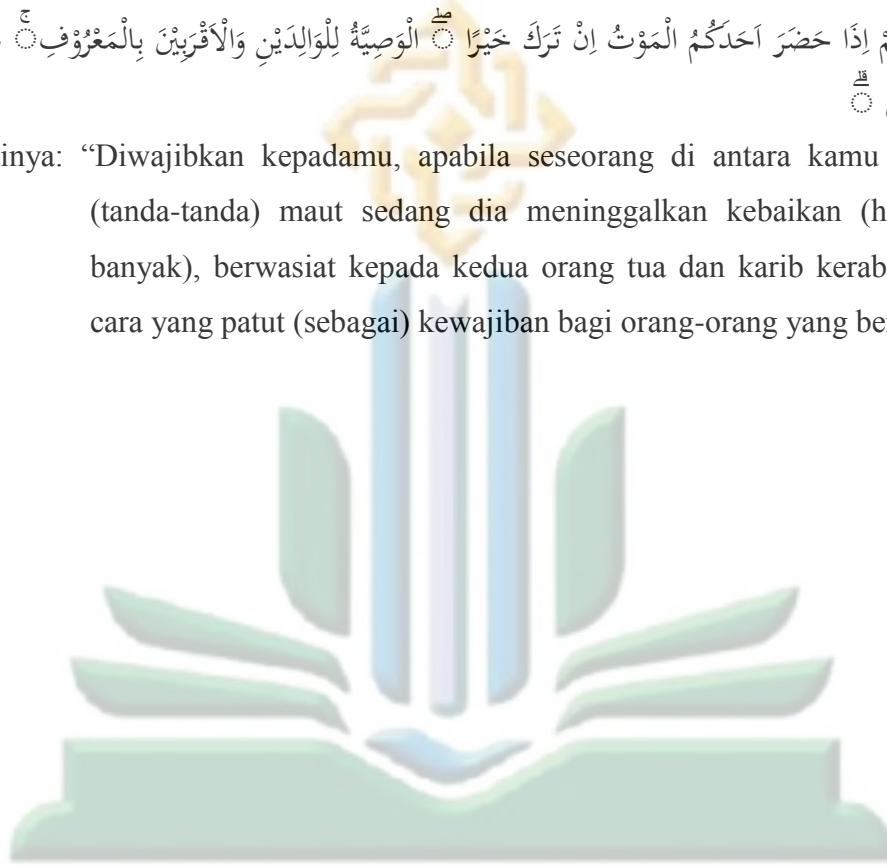 اِذَا حَضَرَ اَحَدَكُمُ الْمَوْتُ اِنْ تَرَكَ خَيْرًا ۖ الْوَصِيَّةُ لِلْوَالِدَيْنِ وَالْاَقْرَبِيْنَ بِالْمَعْرُوْفِۚ
ۗ
inya: “Diwajibkan kepadamu, apabila seseorang di antara kamu
(tanda-tanda) maut sedang dia meninggalkan kebaikan (h
banyak), berwasiat kepada kedua orang tua dan karib kerab
cara yang patut (sebagai) kewajiban bagi orang-orang yang be